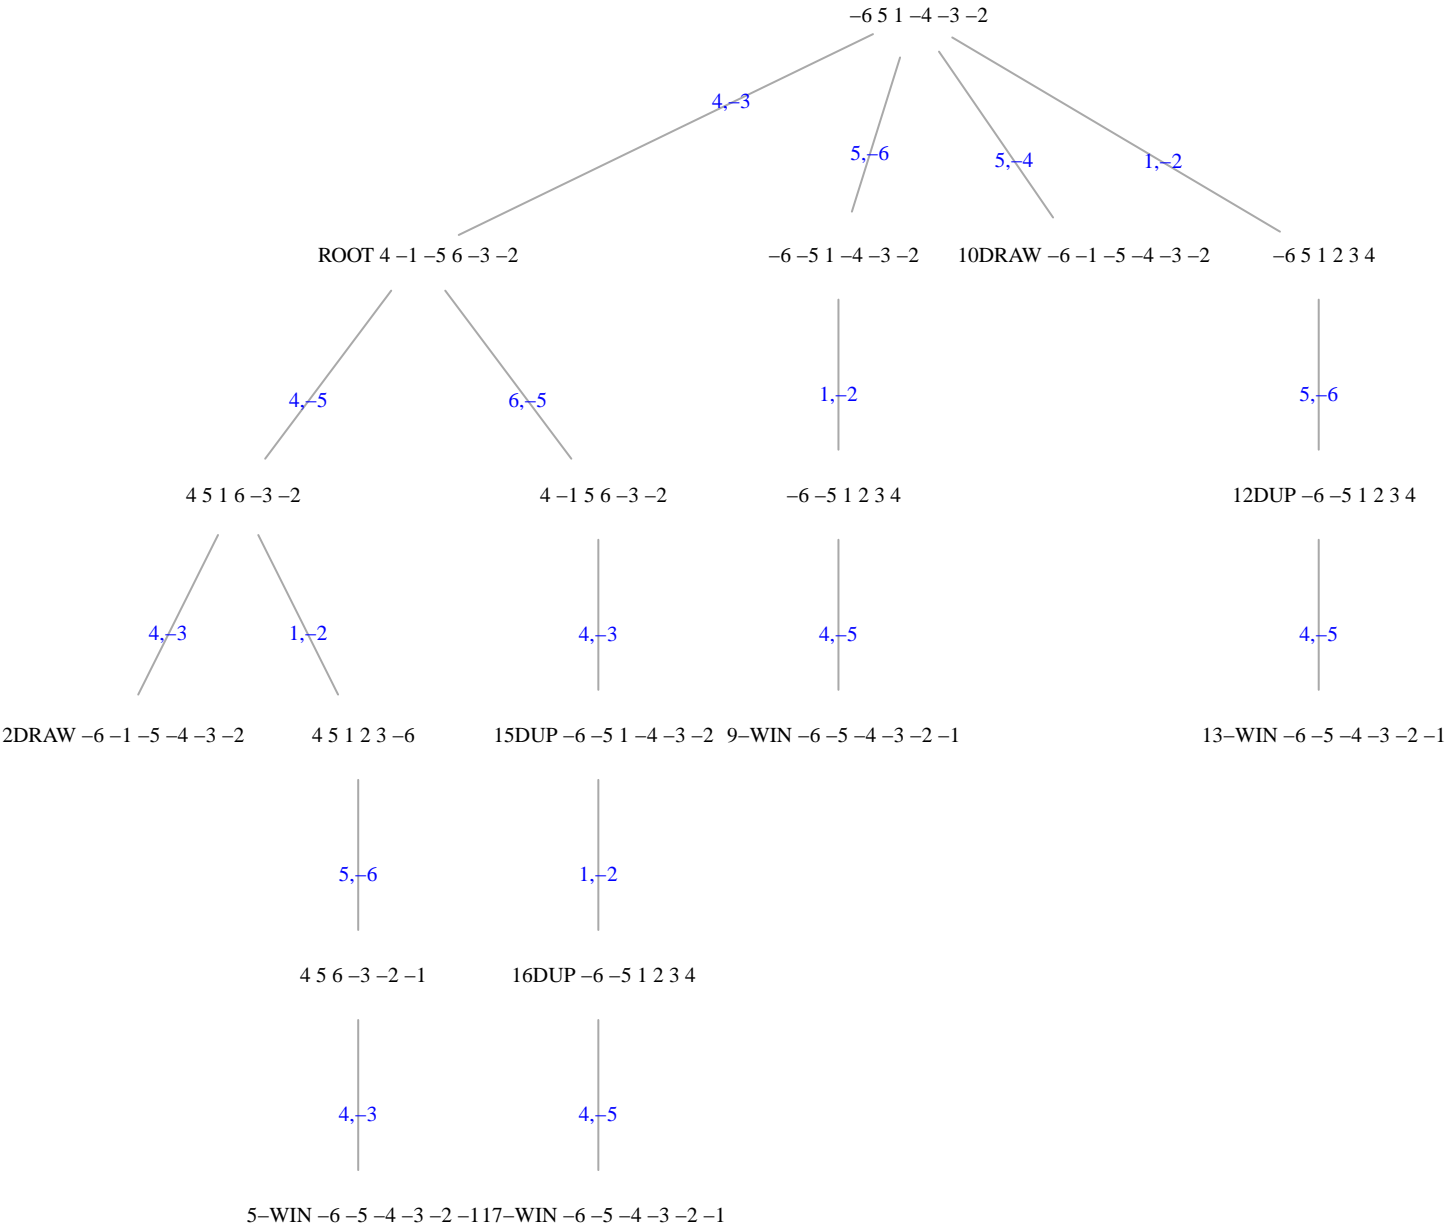 –6 5 1 –4 –3 –2
4,–3
5,–6
5,–4
1,–2
ROOT 4 –1 –5 6 –3 –2
–6 –5 1 –4 –3 –2
10DRAW –6 –1 –5 –4 –3 –2
–6 5 1 2 3 4
4,–5
6,–5
1,–2
5,–6
4 5 1 6 –3 –2
4 –1 5 6 –3 –2
–6 –5 1 2 3 4
12DUP –6 –5 1 2 3 4
4,–3
1,–2
4,–3
4,–5
4,–5
2DRAW –6 –1 –5 –4 –3 –2
4 5 1 2 3 –6
15DUP –6 –5 1 –4 –3 –2
9–WIN –6 –5 –4 –3 –2 –1
13–WIN –6 –5 –4 –3 –2 –1
5,–6
1,–2
4 5 6 –3 –2 –1
16DUP –6 –5 1 2 3 4
4,–3
4,–5
5–WIN –6 –5 –4 –3 –2 –1
17–WIN –6 –5 –4 –3 –2 –1